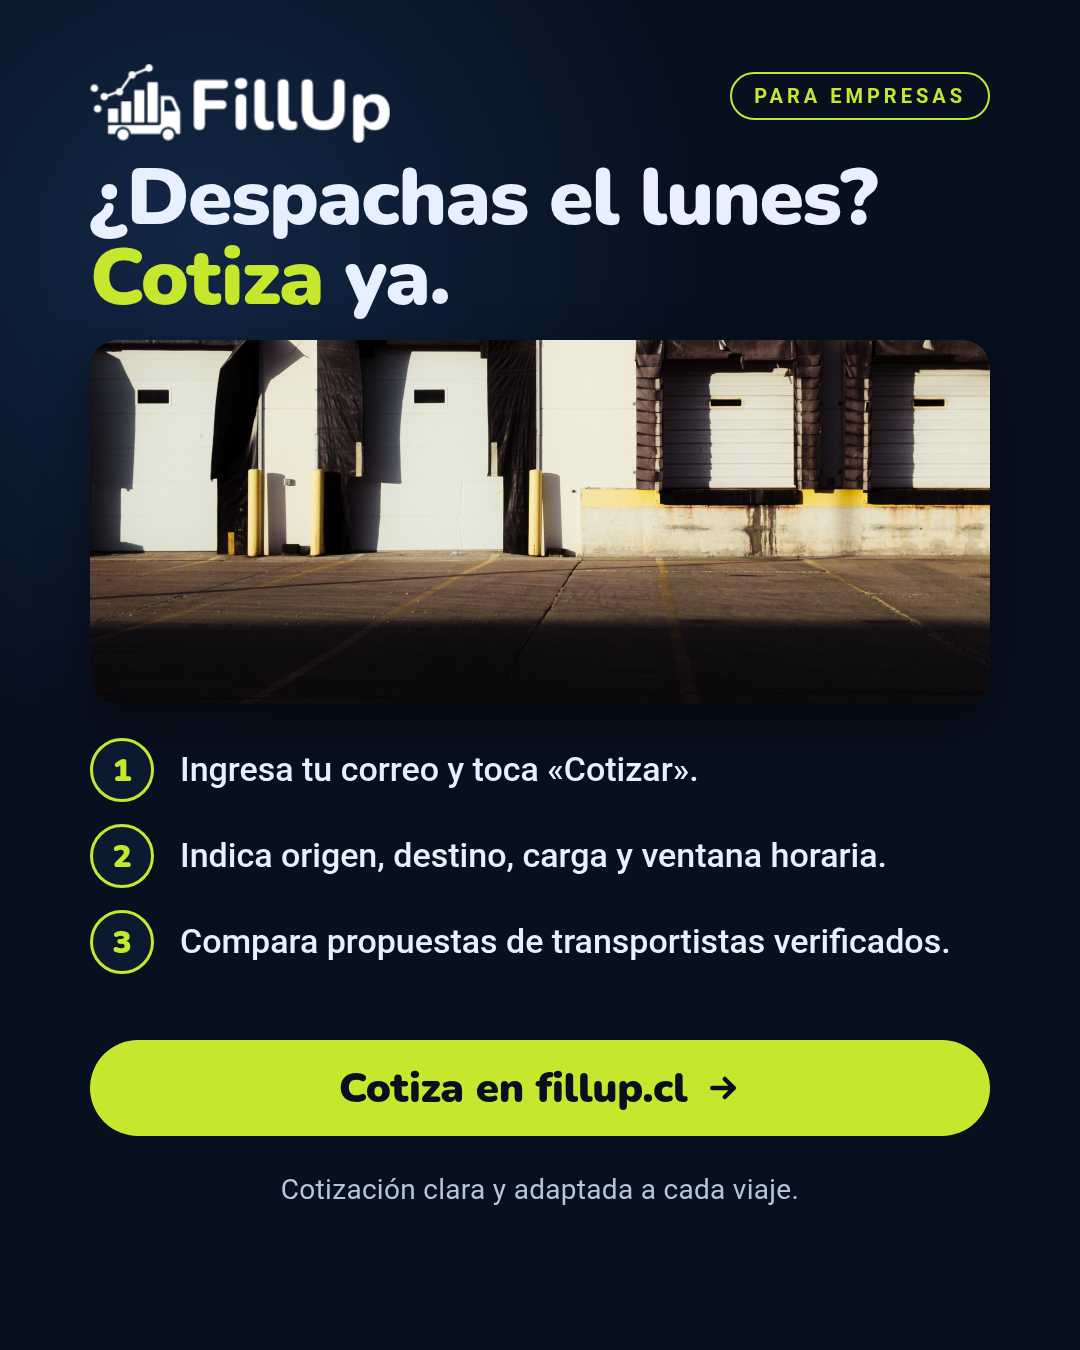 FillUp
PARA EMPRESAS
¿Despachas el lunes?
Cotiza ya.
1 Ingresa tu correo y toca «Cotizar».
2 Indica origen, destino, carga y ventana horaria.
3 Compara propuestas de transportistas verificados.
Cotiza en fillup.cl →
Cotización clara y adaptada a cada viaje.